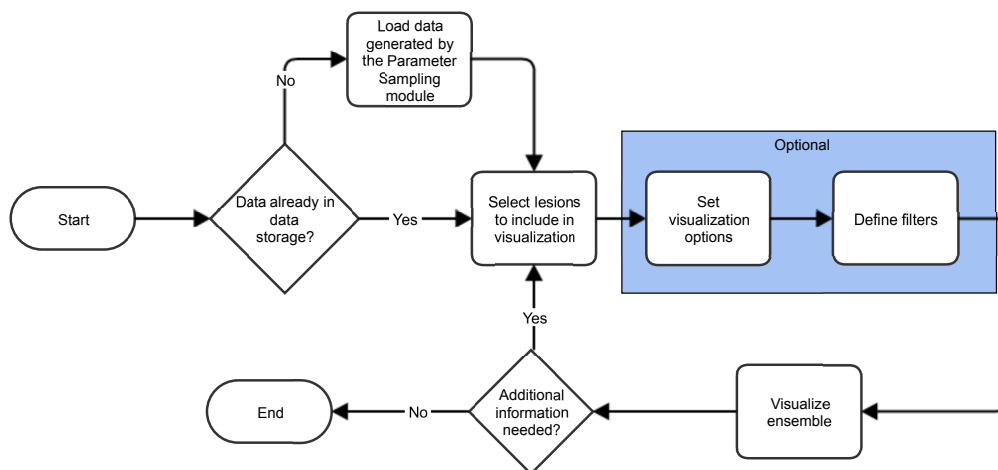 Load data
generated by
the Parameter
Sampling
module
No
Optional
Start
Data already in
data
storage?
Yes
Select lesions
to include in
visualization
Set
visualization
options
Define filters
Yes
End
No
Additional
information
needed?
Visualize
ensemble